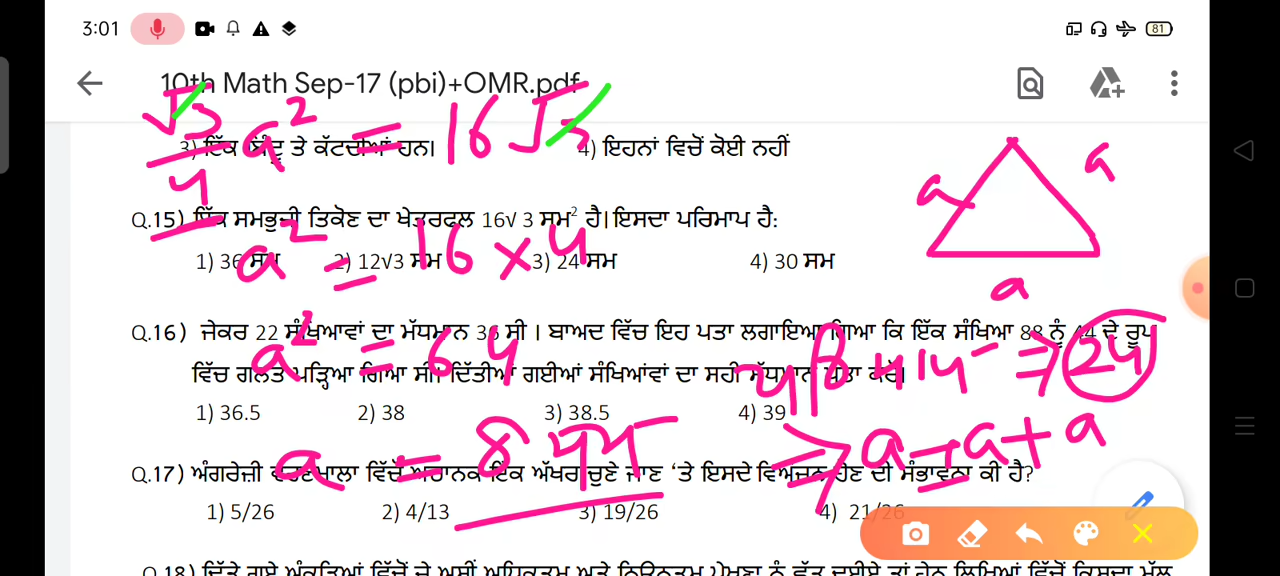 3:01 81
10th Math Sep-17 (pbi)+OMR.pdf
√3/4 a² = 16√3
3) ਇੱਕ ਬਿੰਦੂ ਤੇ ਕੱਟਦੀਆਂ ਹਨ। 4) ਇਹਨਾਂ ਵਿਚੋਂ ਕੋਈ ਨਹੀਂ
a a
a
Q.15) ਇੱਕ ਸਮਭੁਜੀ ਤਿਕੋਣ ਦਾ ਖੇਤਰਫਲ 16√ 3 ਸਮ² ਹੈ। ਇਸਦਾ ਪਰਿਮਾਪ ਹੈ:
a² = 16 × 4
1) 36 ਸਮ 2) 12√3 ਸਮ 3) 24 ਸਮ 4) 30 ਸਮ
Q.16) ਜੇਕਰ 22 ਸੰਖਿਆਵਾਂ ਦਾ ਮੱਧਮਾਨ 36 ਸੀ । ਬਾਅਦ ਵਿੱਚ ਇਹ ਪਤਾ ਲਗਾਇਆ ਗਿਆ ਕਿ ਇੱਕ ਸੰਖਿਆ 88 ਨੂੰ 44 ਦੇ ਰੂਪ
a² = 64
ਵਿੱਚ ਗਲਤ ਪੜ੍ਹਿਆ ਗਿਆ ਸੀ। ਦਿੱਤੀਆਂ ਗਈਆਂ ਸੰਖਿਆਂਵਾਂ ਦਾ ਸਹੀ ਮੱਧਮਾਨ ਪਤਾ ਕਰੋ।
⇒ 24
1) 36.5 2) 38 3) 38.5 4) 39
a = 8 ਸਮ
⇒ a + a + a
Q.17) ਅੰਗਰੇਜ਼ੀ ਵਰਣਮਾਲਾ ਵਿੱਚੋਂ ਅਚਾਨਕ ਇੱਕ ਅੱਖਰ ਚੁਣੇ ਜਾਣ ‘ਤੇ ਇਸਦੇ ਵਿਅੰਜਨ ਹੋਣ ਦੀ ਸੰਭਾਵਨਾ ਕੀ ਹੈ?
1) 5/26 2) 4/13 3) 19/26 4) 21/26